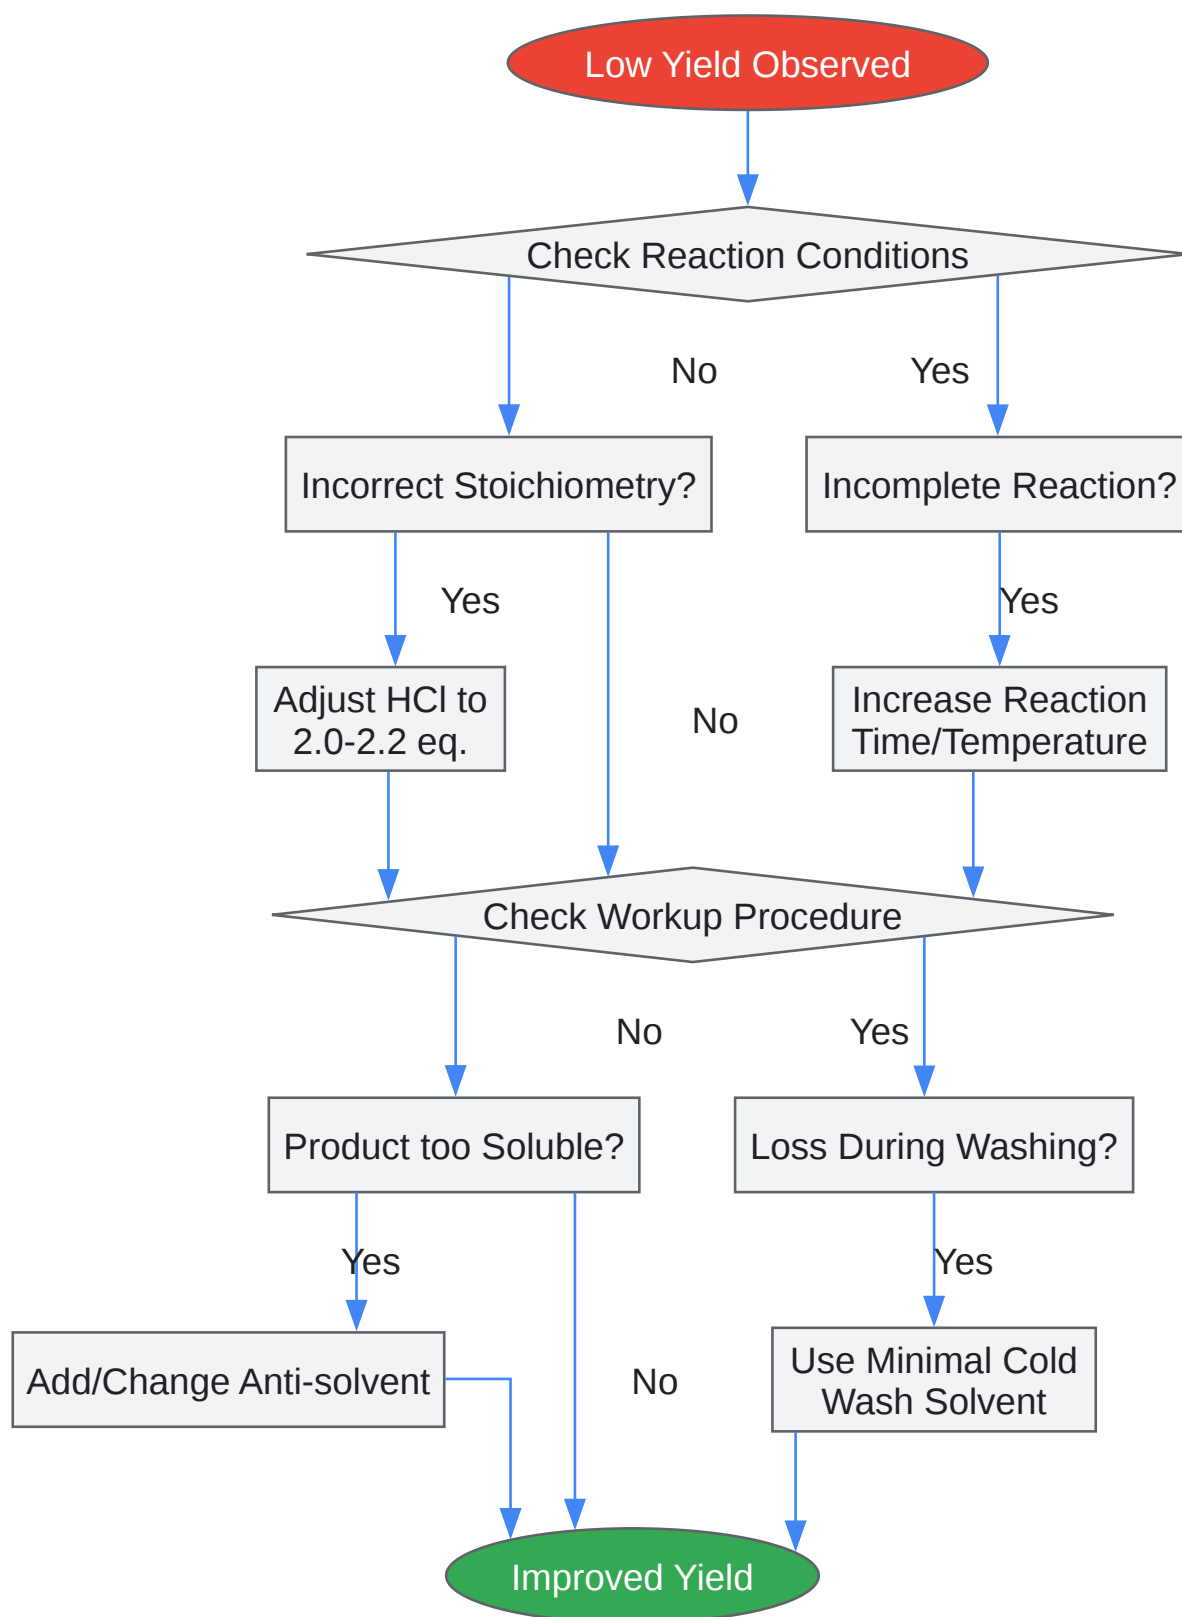 Low Yield Observed
Check Reaction Conditions
No
Yes
Incorrect Stoichiometry?
Incomplete Reaction?
Yes
Yes
Adjust HCl to
2.0-2.2 eq.
No
Increase Reaction
Time/Temperature
Check Workup Procedure
No
Yes
Product too Soluble?
Loss During Washing?
Yes
Yes
Add/Change Anti-solvent
No
Use Minimal Cold
Wash Solvent
Improved Yield